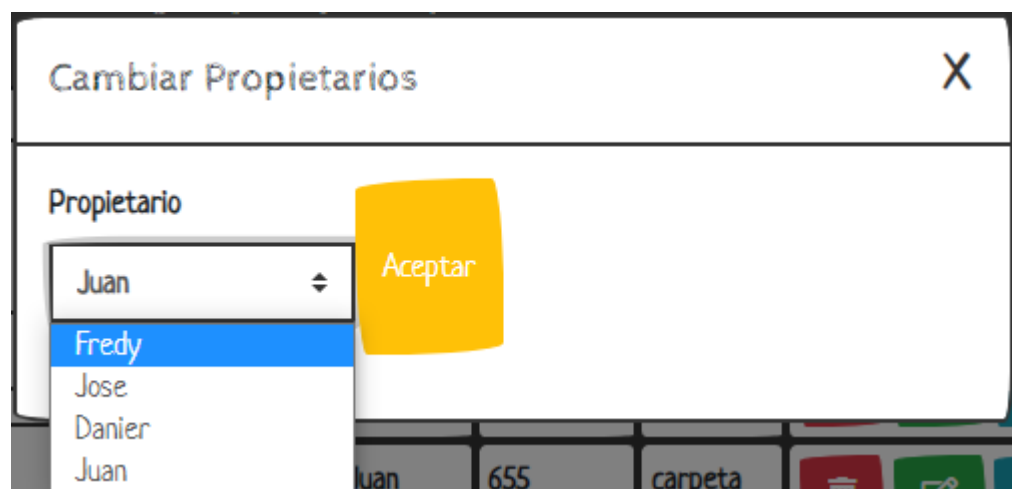 Cambiar Propietarios X
Propietario
Juan
Aceptar
Fredy
Jose
Danier
Juan
Juan 655 carpeta